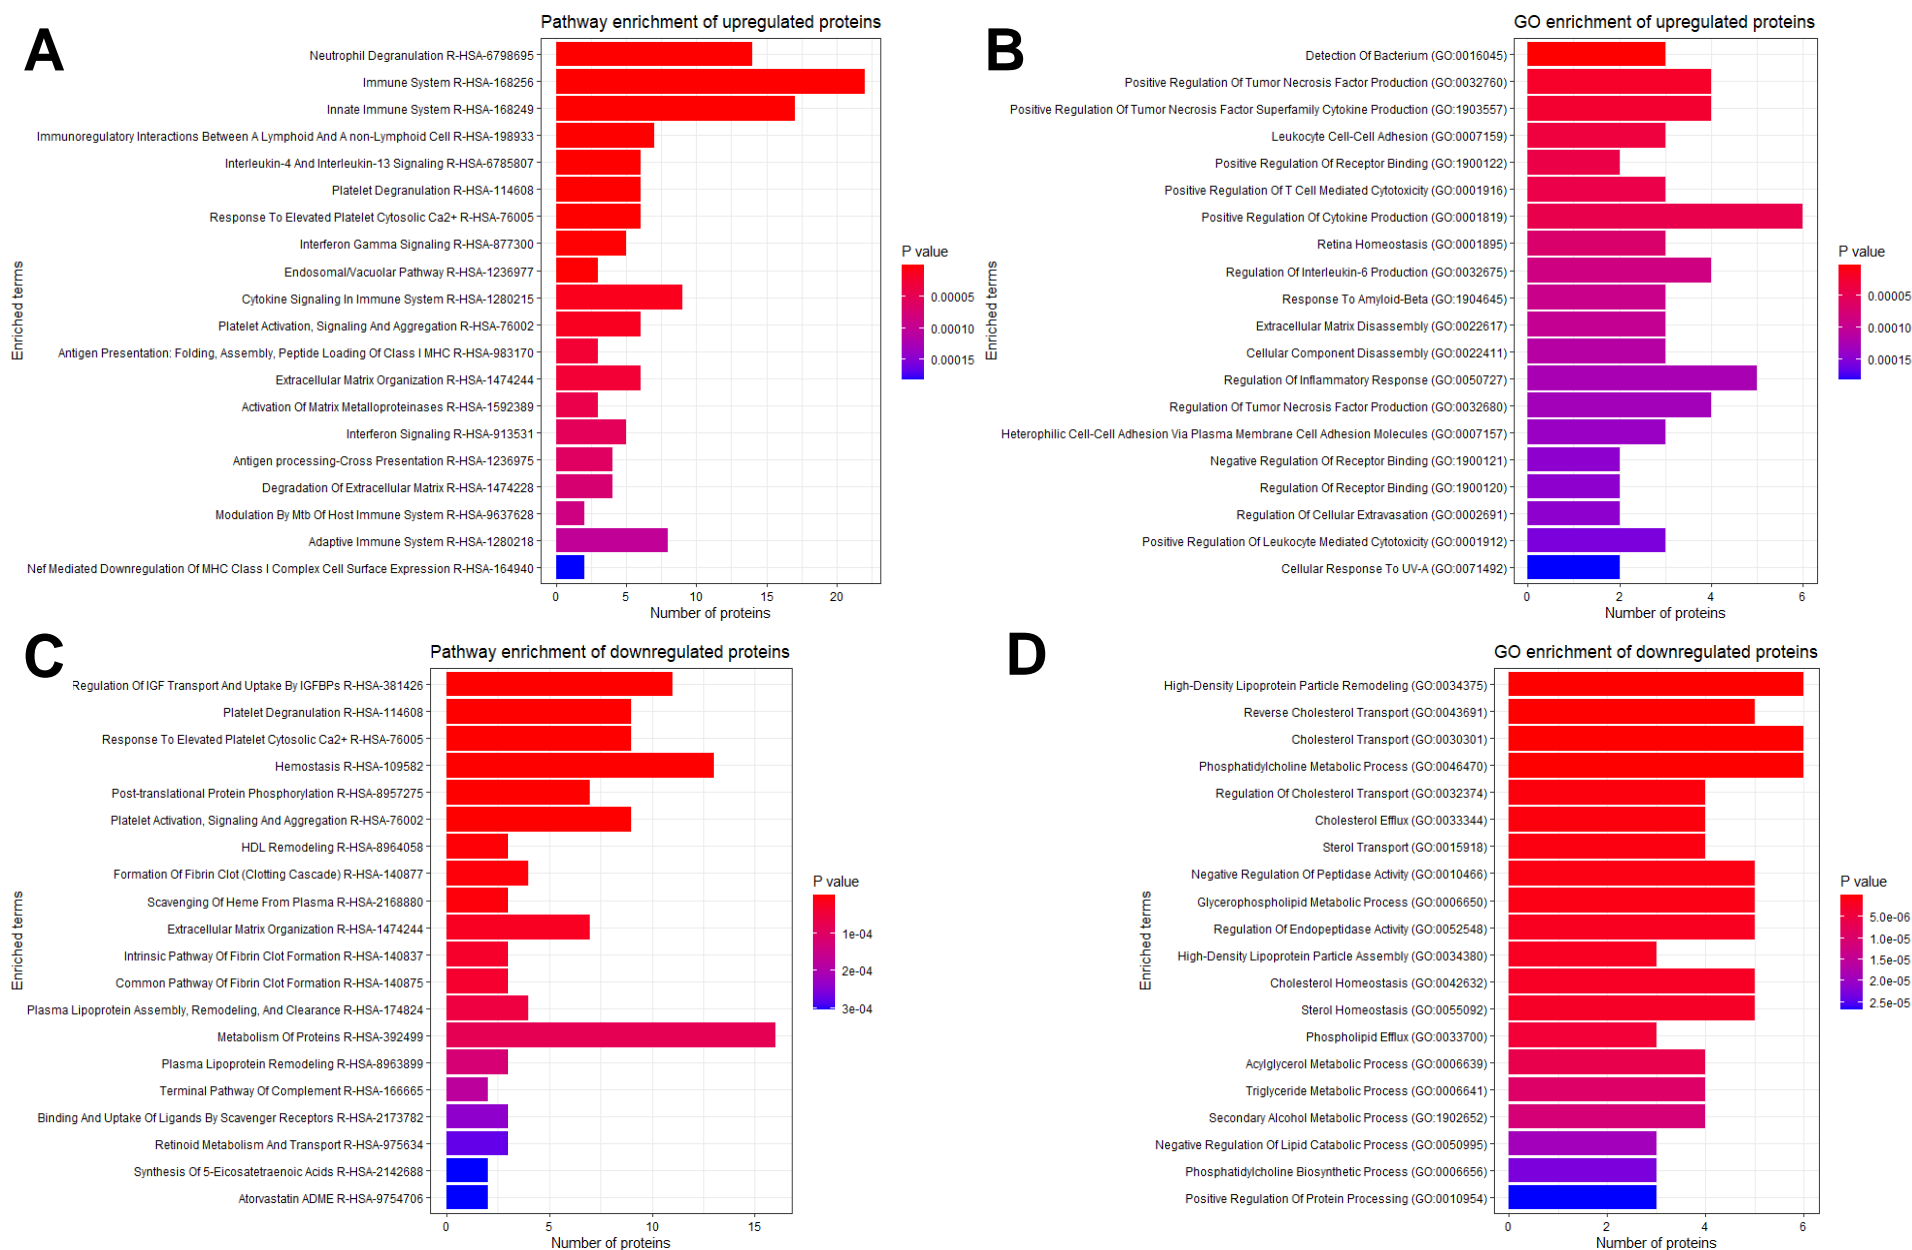 A
Pathway enrichment of upregulated proteins
Enriched terms
Neutrophil Degranulation R-HSA-6798695
Immune System R-HSA-168256
Innate Immune System R-HSA-168249
Immunoregulatory Interactions Between A Lymphoid And A non-Lymphoid Cell R-HSA-198933
Interleukin-4 And Interleukin-13 Signaling R-HSA-6785807
Platelet Degranulation R-HSA-114608
Response To Elevated Platelet Cytosolic Ca2+ R-HSA-76005
Interferon Gamma Signaling R-HSA-877300
Endosomal/Vacuolar Pathway R-HSA-1236977
Cytokine Signaling In Immune System R-HSA-1280215
Platelet Activation, Signaling And Aggregation R-HSA-76002
Antigen Presentation: Folding, Assembly, Peptide Loading Of Class I MHC R-HSA-983170
Extracellular Matrix Organization R-HSA-1474244
Activation Of Matrix Metalloproteinases R-HSA-1592389
Interferon Signaling R-HSA-913531
Antigen processing-Cross Presentation R-HSA-1236975
Degradation Of Extracellular Matrix R-HSA-1474228
Modulation By Mtb Of Host Immune System R-HSA-9637628
Adaptive Immune System R-HSA-1280218
Nef Mediated Downregulation Of MHC Class I Complex Cell Surface Expression R-HSA-164940
0 5 10 15 20
Number of proteins
P value
0.00005
0.00010
0.00015
B
GO enrichment of upregulated proteins
Enriched terms
Detection Of Bacterium (GO:0016045)
Positive Regulation Of Tumor Necrosis Factor Production (GO:0032760)
Positive Regulation Of Tumor Necrosis Factor Superfamily Cytokine Production (GO:1903557)
Leukocyte Cell-Cell Adhesion (GO:0007159)
Positive Regulation Of Receptor Binding (GO:1900122)
Positive Regulation Of T Cell Mediated Cytotoxicity (GO:0001916)
Positive Regulation Of Cytokine Production (GO:0001819)
Retina Homeostasis (GO:0001895)
Regulation Of Interleukin-6 Production (GO:0032675)
Response To Amyloid-Beta (GO:1904645)
Extracellular Matrix Disassembly (GO:0022617)
Cellular Component Disassembly (GO:0022411)
Regulation Of Inflammatory Response (GO:0050727)
Regulation Of Tumor Necrosis Factor Production (GO:0032680)
Heterophilic Cell-Cell Adhesion Via Plasma Membrane Cell Adhesion Molecules (GO:0007157)
Negative Regulation Of Receptor Binding (GO:1900121)
Regulation Of Receptor Binding (GO:1900120)
Regulation Of Cellular Extravasation (GO:0002691)
Positive Regulation Of Leukocyte Mediated Cytotoxicity (GO:0001912)
Cellular Response To UV-A (GO:0071492)
0 2 4 6
Number of proteins
P value
0.00005
0.00010
0.00015
C
Pathway enrichment of downregulated proteins
Enriched terms
Regulation Of IGF Transport And Uptake By IGFBPs R-HSA-381426
Platelet Degranulation R-HSA-114608
Response To Elevated Platelet Cytosolic Ca2+ R-HSA-76005
Hemostasis R-HSA-109582
Post-translational Protein Phosphorylation R-HSA-8957275
Platelet Activation, Signaling And Aggregation R-HSA-76002
HDL Remodeling R-HSA-8964058
Formation Of Fibrin Clot (Clotting Cascade) R-HSA-140877
Scavenging Of Heme From Plasma R-HSA-2168880
Extracellular Matrix Organization R-HSA-1474244
Intrinsic Pathway Of Fibrin Clot Formation R-HSA-140837
Common Pathway Of Fibrin Clot Formation R-HSA-140875
Plasma Lipoprotein Assembly, Remodeling, And Clearance R-HSA-174824
Metabolism Of Proteins R-HSA-392499
Plasma Lipoprotein Remodeling R-HSA-8963899
Terminal Pathway Of Complement R-HSA-166665
Binding And Uptake Of Ligands By Scavenger Receptors R-HSA-2173782
Retinoid Metabolism And Transport R-HSA-975634
Synthesis Of 5-Eicosatetraenoic Acids R-HSA-2142688
Atorvastatin ADME R-HSA-9754706
0 5 10 15
Number of proteins
P value
1e-04
2e-04
3e-04
D
GO enrichment of downregulated proteins
Enriched terms
High-Density Lipoprotein Particle Remodeling (GO:0034375)
Reverse Cholesterol Transport (GO:0043691)
Cholesterol Transport (GO:0030301)
Phosphatidylcholine Metabolic Process (GO:0046470)
Regulation Of Cholesterol Transport (GO:0032374)
Cholesterol Efflux (GO:0033344)
Sterol Transport (GO:0015918)
Negative Regulation Of Peptidase Activity (GO:0010466)
Glycerophospholipid Metabolic Process (GO:0006650)
Regulation Of Endopeptidase Activity (GO:0052548)
High-Density Lipoprotein Particle Assembly (GO:0034380)
Cholesterol Homeostasis (GO:0042632)
Sterol Homeostasis (GO:0055092)
Phospholipid Efflux (GO:0033700)
Acylglycerol Metabolic Process (GO:0006639)
Triglyceride Metabolic Process (GO:0006641)
Secondary Alcohol Metabolic Process (GO:1902652)
Negative Regulation Of Lipid Catabolic Process (GO:0050995)
Phosphatidylcholine Biosynthetic Process (GO:0006656)
Positive Regulation Of Protein Processing (GO:0010954)
0 2 4 6
Number of proteins
P value
5.0e-06
1.0e-05
1.5e-05
2.0e-05
2.5e-05